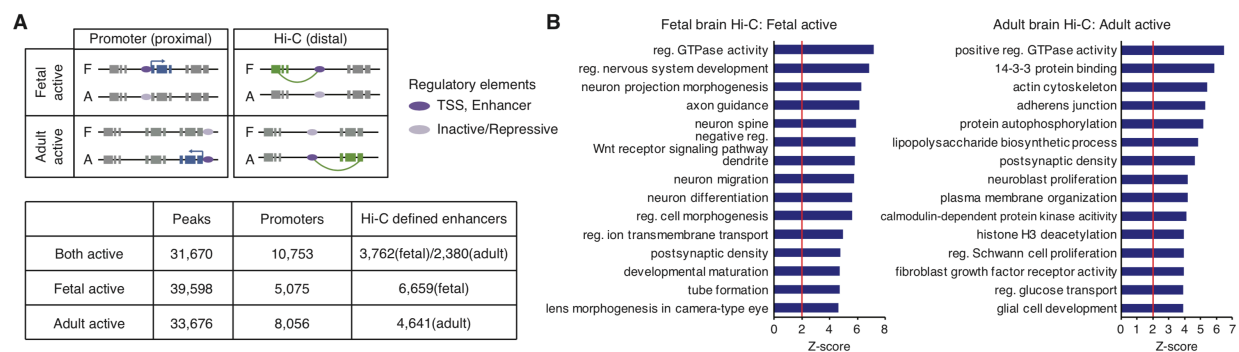 A
Promoter (proximal)
Hi-C (distal)
Fetal
active
F
F
A
A
Adult
active
F
F
A
A
Regulatory elements
TSS, Enhancer
Inactive/Repressive
Peaks
Promoters
Hi-C defined enhancers
Both active
31,670
10,753
3,762(fetal)/2,380(adult)
Fetal active
39,598
5,075
6,659(fetal)
Adult active
33,676
8,056
4,641(adult)
B
Fetal brain Hi-C: Fetal active
reg. GTPase activity
reg. nervous system development
neuron projection morphogenesis
axon guidance
neuron spine
negative reg.
Wnt receptor signaling pathway
dendrite
neuron migration
neuron differentiation
reg. cell morphogenesis
reg. ion transmembrane transport
postsynaptic density
developmental maturation
tube formation
lens morphogenesis in camera-type eye
0 2 4 6 8
Z-score
Adult brain Hi-C: Adult active
positive reg. GTPase activity
14-3-3 protein binding
actin cytoskeleton
adherens junction
protein autophosphorylation
lipopolysaccharide biosynthetic process
postsynaptic density
neuroblast proliferation
plasma membrane organization
calmodulin-dependent protein kinase acitivity
histone H3 deacetylation
reg. Schwann cell proliferation
fibroblast growth factor receptor activity
reg. glucose transport
glial cell development
0 1 2 3 4 5 6 7
Z-score